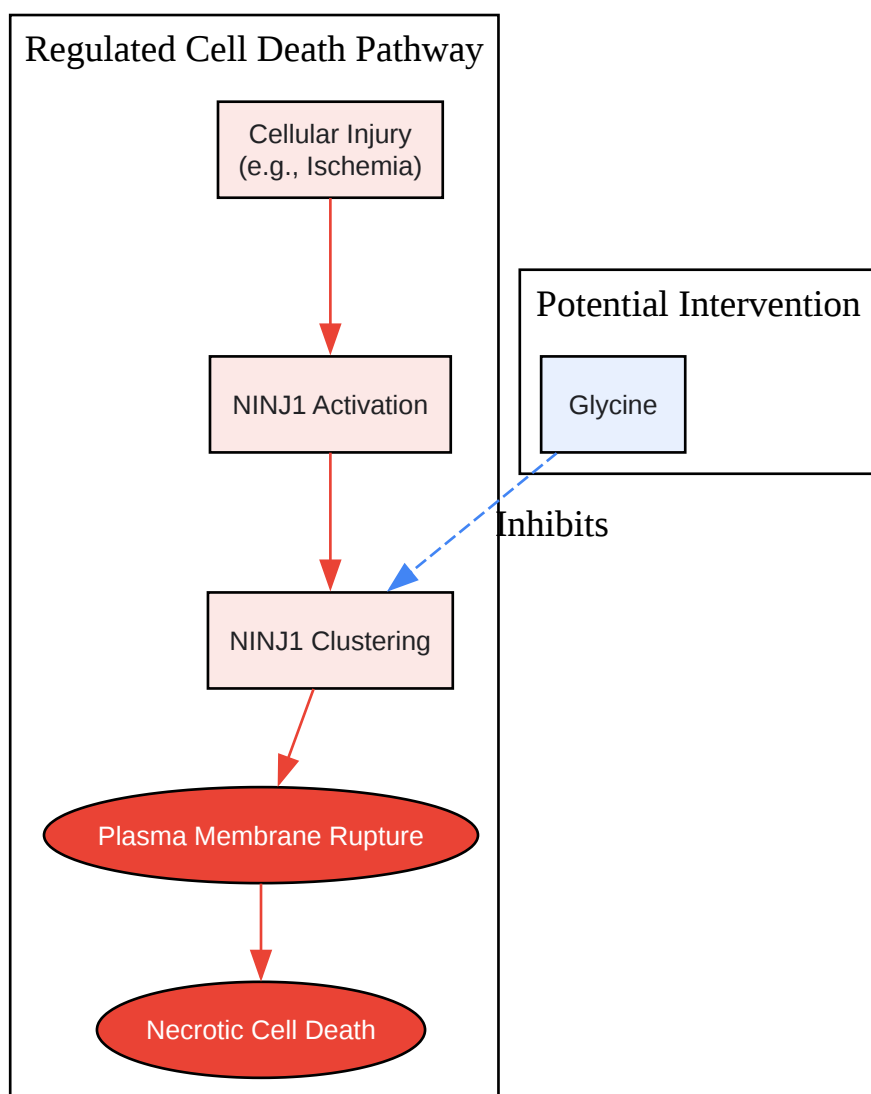 Regulated Cell Death Pathway
Cellular Injury
(e.g., Ischemia)
Potential Intervention
NINJ1 Activation
Glycine
Inhibits
NINJ1 Clustering
Plasma Membrane Rupture
Necrotic Cell Death